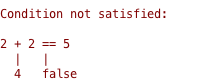 Condition not satisfied:
2 + 2 == 5
| |
4 false